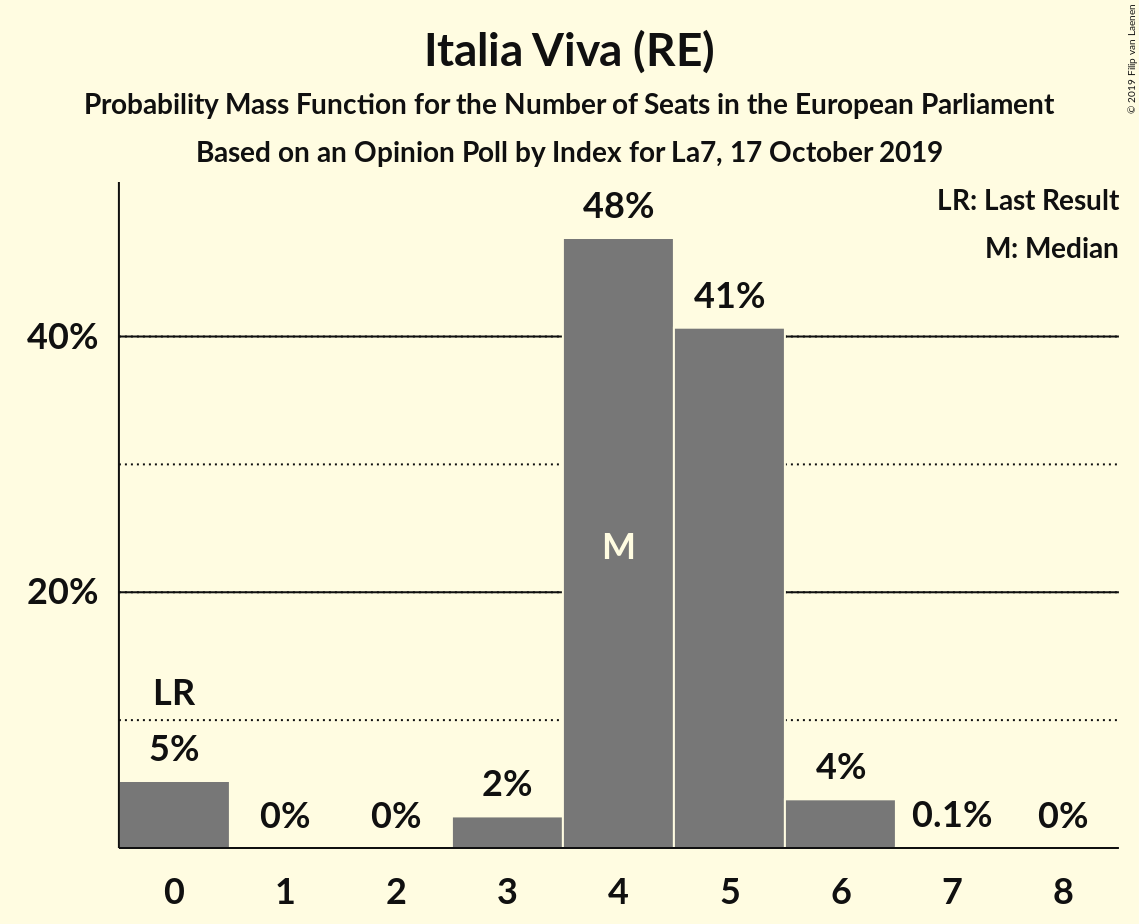 Italia Viva (RE)
Probability Mass Function for the Number of Seats in the European Parliament
Based on an Opinion Poll by Index for La7, 17 October 2019
© 2019 Filip van Laenen
LR: Last Result
M: Median
48%
41%
40%
M
20%
LR
5%
0%
0%
2%
4%
0.1%
0%
0 1 2 3 4 5 6 7 8